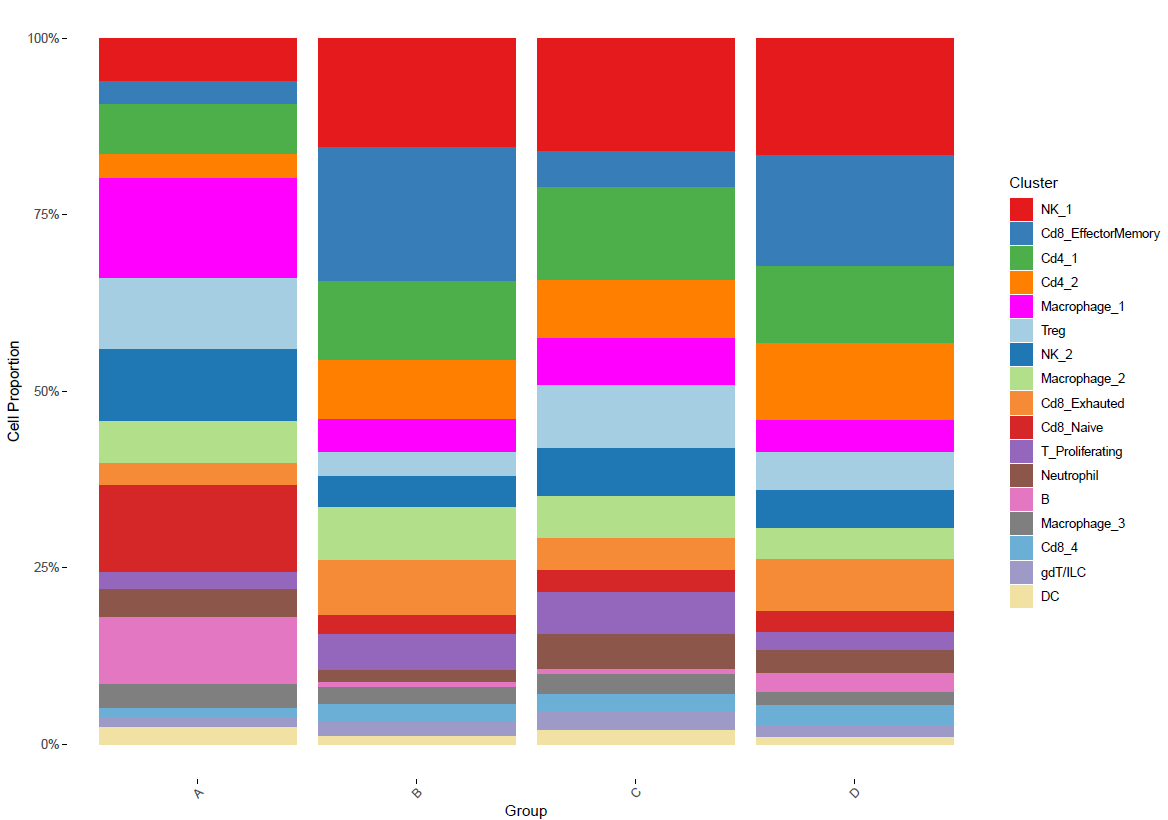 100%
75%
50%
25%
0%
Cell Proportion
A
B
C
D
Group
Cluster
NK_1
Cd8_EffectorMemory
Cd4_1
Cd4_2
Macrophage_1
Treg
NK_2
Macrophage_2
Cd8_Exhauted
Cd8_Naive
T_Proliferating
Neutrophil
B
Macrophage_3
Cd8_4
gdT/ILC
DC